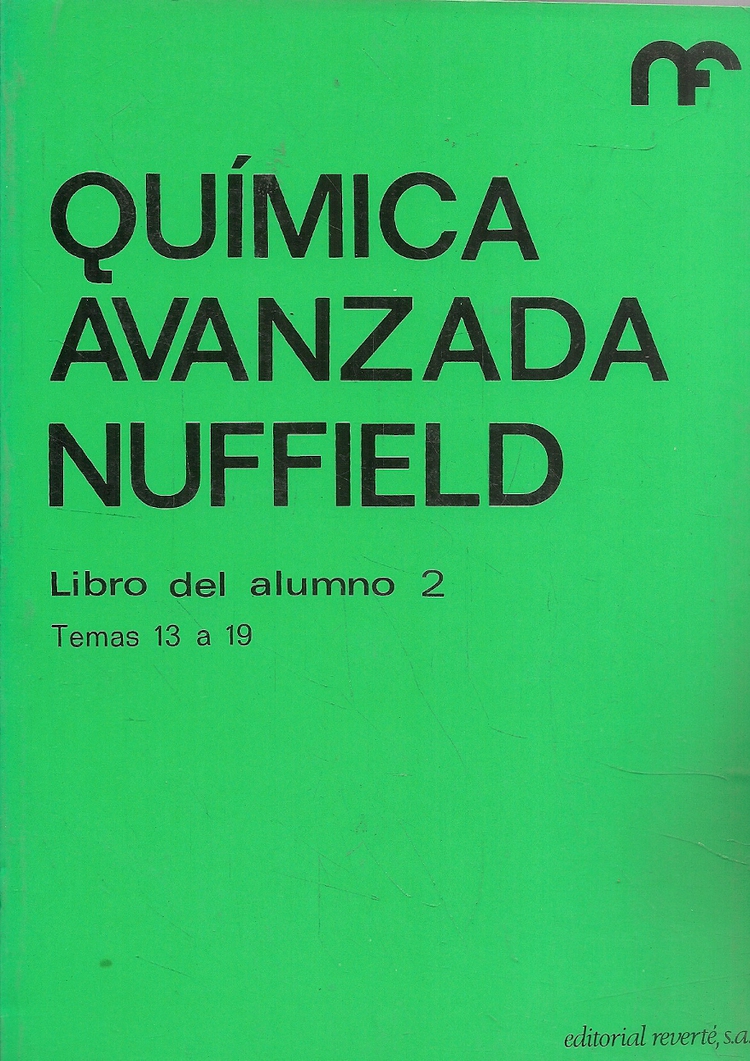 nf
QUÍMICA
AVANZADA
NUFFIELD
Libro del alumno 2
Temas 13 a 19
editorial reverté, s.a.